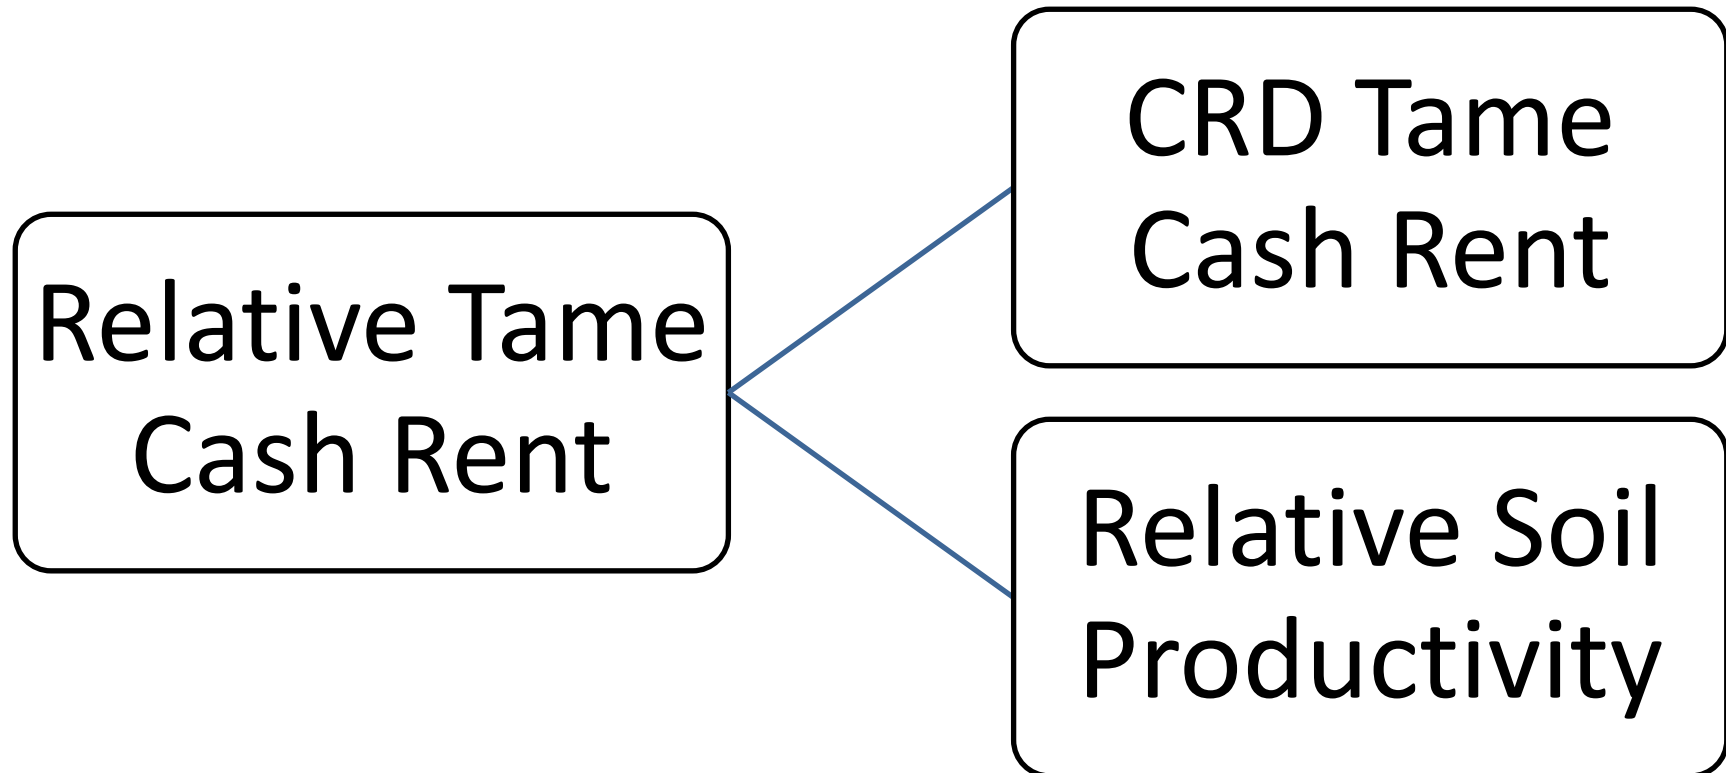 Relative Tame
Cash Rent
CRD Tame
Cash Rent
Relative Soil
Productivity